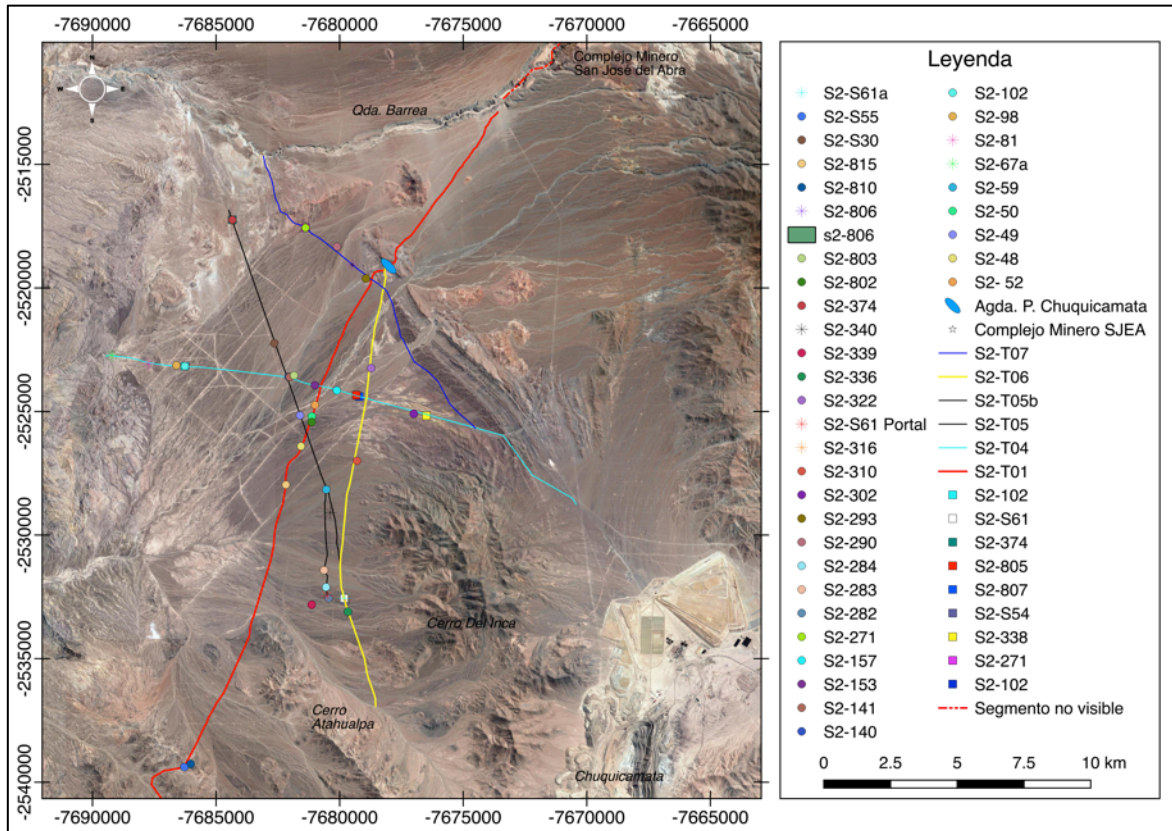 -7690000 -7685000 -7680000 -7675000 -7670000 -7665000
N
W E
S
-2515000
-2520000
-2525000
-2530000
-2535000
-2540000
Complejo Minero
San José del Abra
Qda. Barrea
Cerro Del Inca
Cerro
Atahualpa
Chuquicamata
-2515000
-2520000
-2525000
-2530000
-2535000
-2540000
-7690000 -7685000 -7680000 -7675000 -7670000 -7665000
Leyenda
S2-S61a
S2-S55
S2-S30
S2-815
S2-810
S2-806
s2-806
S2-803
S2-802
S2-374
S2-340
S2-339
S2-336
S2-322
S2-S61 Portal
S2-316
S2-310
S2-302
S2-293
S2-290
S2-284
S2-283
S2-282
S2-271
S2-157
S2-153
S2-141
S2-140
S2-102
S2-98
S2-81
S2-67a
S2-59
S2-50
S2-49
S2-48
S2- 52
Agda. P. Chuquicamata
Complejo Minero SJEA
S2-T07
S2-T06
S2-T05b
S2-T05
S2-T04
S2-T01
S2-102
S2-S61
S2-374
S2-805
S2-807
S2-S54
S2-338
S2-271
S2-102
Segmento no visible
0 2.5 5 7.5 10 km